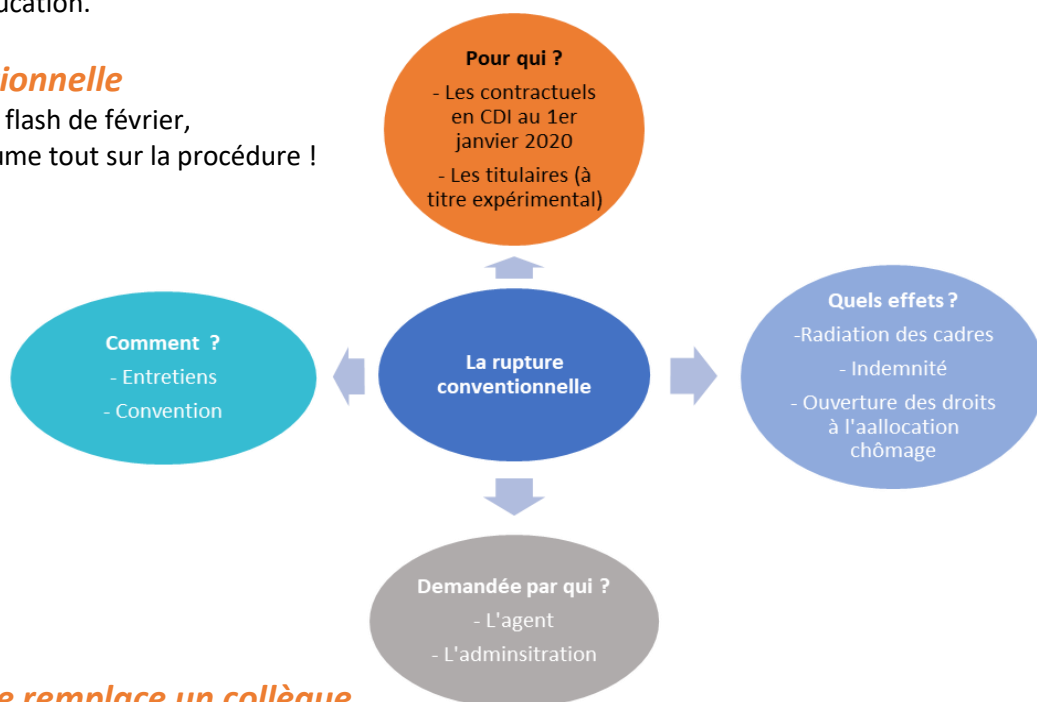 ucation.
ionnelle
flash de février,
ume tout sur la procédure !
Pour qui ?
- Les contractuels
en CDI au 1er
janvier 2020
- Les titulaires (à
titre expérimental)
Comment ?
- Entretiens
- Convention
La rupture
conventionnelle
Quels effets ?
-Radiation des cadres
- Indemnité
- Ouverture des droits
à l'aallocation
chômage
Demandée par qui ?
- L'agent
- L'adminsitration
e remplace un collègue